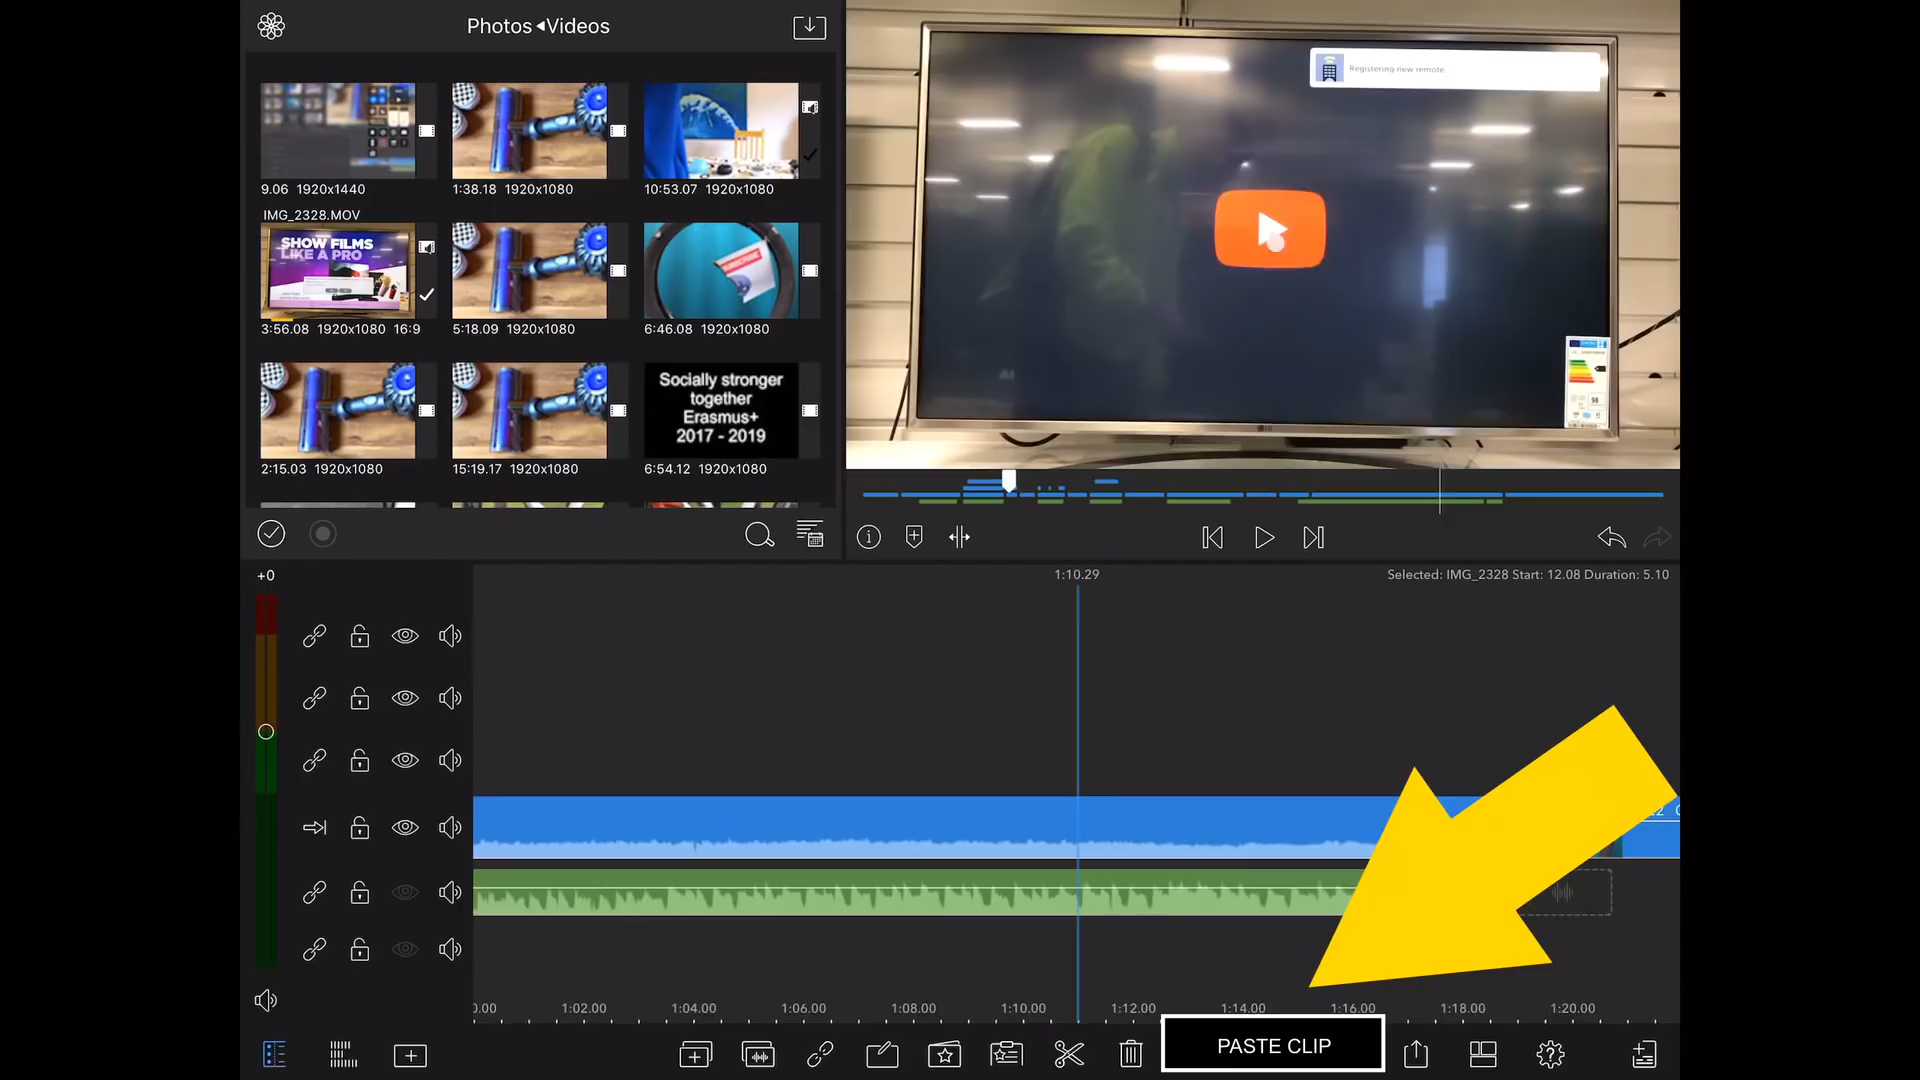 Photos ◂Videos
9.06 1920x1440
1:38.18 1920x1080
10:53.07 1920x1080
IMG_2328.MOV
SHOW FILMS
LIKE A PRO
3:56.08 1920x1080 16:9
5:18.09 1920x1080
SUBSCRIBE
6:46.08 1920x1080
2:15.03 1920x1080
15:19.17 1920x1080
Socially stronger
together
Erasmus+
2017 - 2019
6:54.12 1920x1080
Registering new remote.
98
LG
+0
1:10.29
Selected: IMG_2328 Start: 12.08 Duration: 5.10
0.00 1:02.00 1:04.00 1:06.00 1:08.00 1:10.00 1:12.00 1:14.00 1:16.00 1:18.00 1:20.00
PASTE CLIP